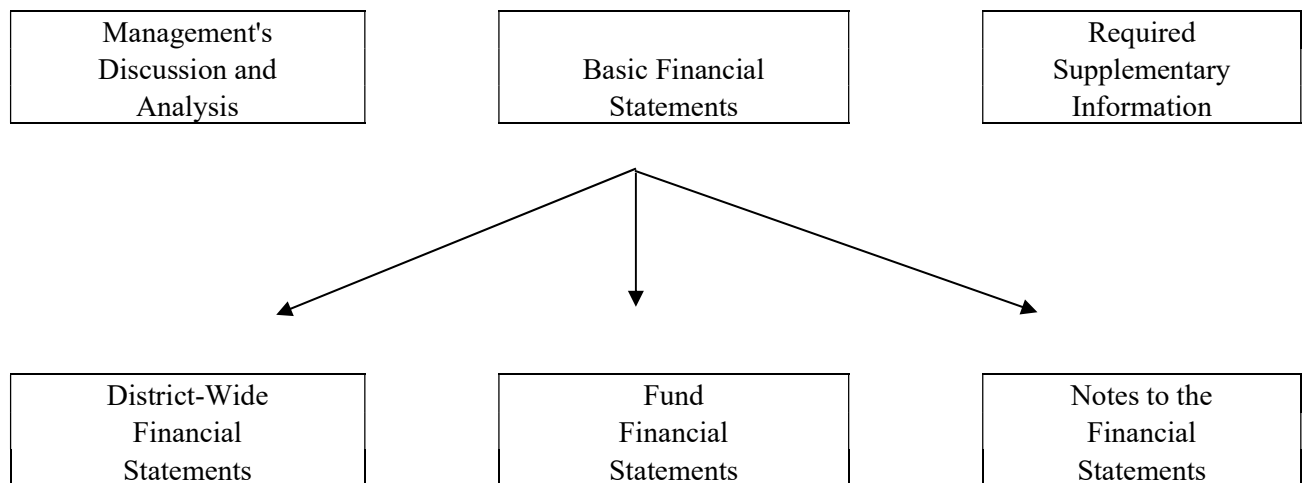 Management's
Discussion and
Analysis
Basic Financial
Statements
Required
Supplementary
Information
District-Wide
Financial
Statements
Fund
Financial
Statements
Notes to the
Financial
Statements